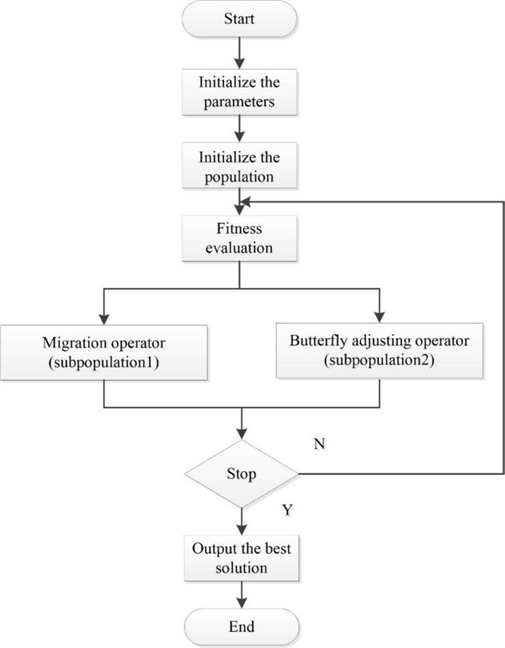 Start
Initialize the
parameters
Initialize the
population
Fitness
evaluation
Migration operator
(subpopulation1)
Butterfly adjusting operator
(subpopulation2)
N
Stop
Y
Output the best
solution
End